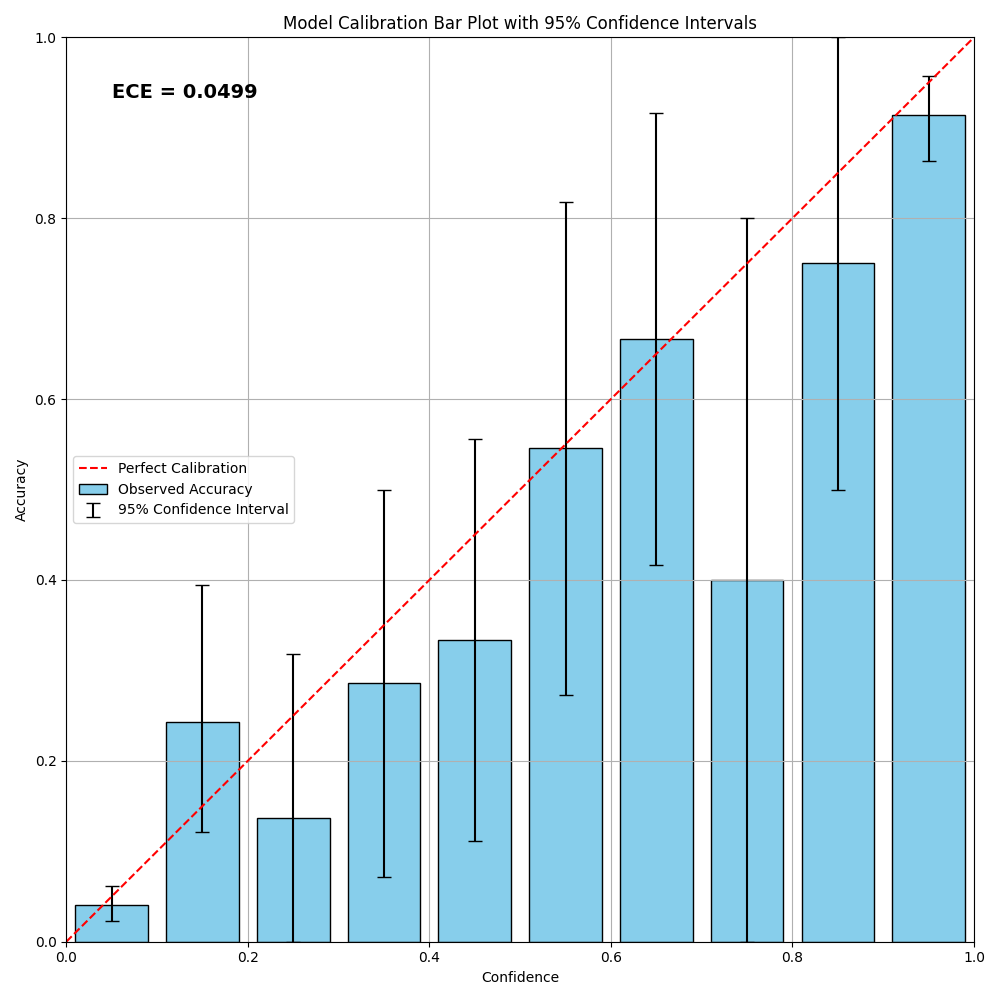 Model Calibration Bar Plot with 95% Confidence Intervals
ECE = 0.0499
1.0
0.8
0.6
0.4
0.2
0.0
Accuracy
Perfect Calibration
Observed Accuracy
95% Confidence Interval
0.0 0.2 0.4 0.6 0.8 1.0
Confidence